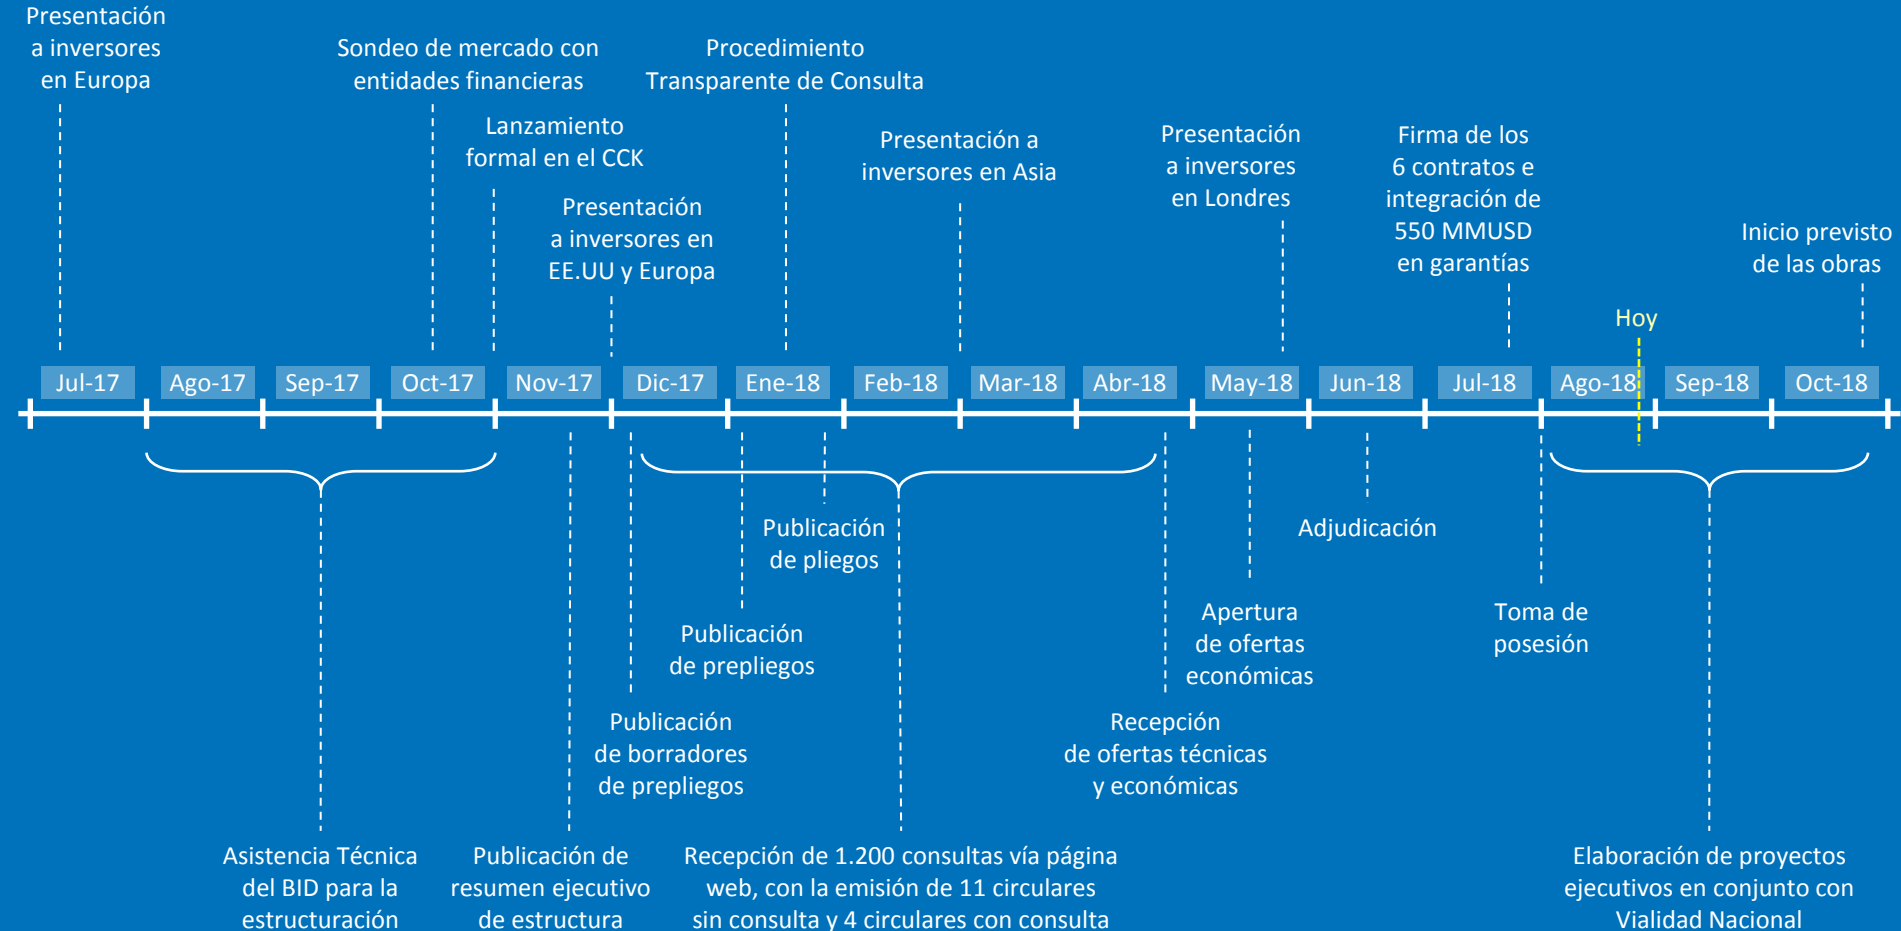 Presentación
a inversores
en Europa
Sondeo de mercado con
entidades financieras
Lanzamiento
formal en el CCK
Presentación
a inversores en
EE.UU y Europa
Procedimiento
Transparente de Consulta
Presentación a
inversores en Asia
Presentación
a inversores
en Londres
Firma de los
6 contratos e
integración de
550 MMUSD
en garantías
Inicio previsto
de las obras
Hoy
Jul-17
Ago-17
Sep-17
Oct-17
Nov-17
Dic-17
Ene-18
Feb-18
Mar-18
Abr-18
May-18
Jun-18
Jul-18
Ago-18
Sep-18
Oct-18
Asistencia Técnica
del BID para la
estructuración
Publicación de
resumen ejecutivo
de estructura
Publicación
de borradores
de prepliegos
Publicación
de prepliegos
Publicación
de pliegos
Recepción de 1.200 consultas vía página
web, con la emisión de 11 circulares
sin consulta y 4 circulares con consulta
Recepción
de ofertas técnicas
y económicas
Apertura
de ofertas
económicas
Adjudicación
Toma de
posesión
Elaboración de proyectos
ejecutivos en conjunto con
Vialidad Nacional